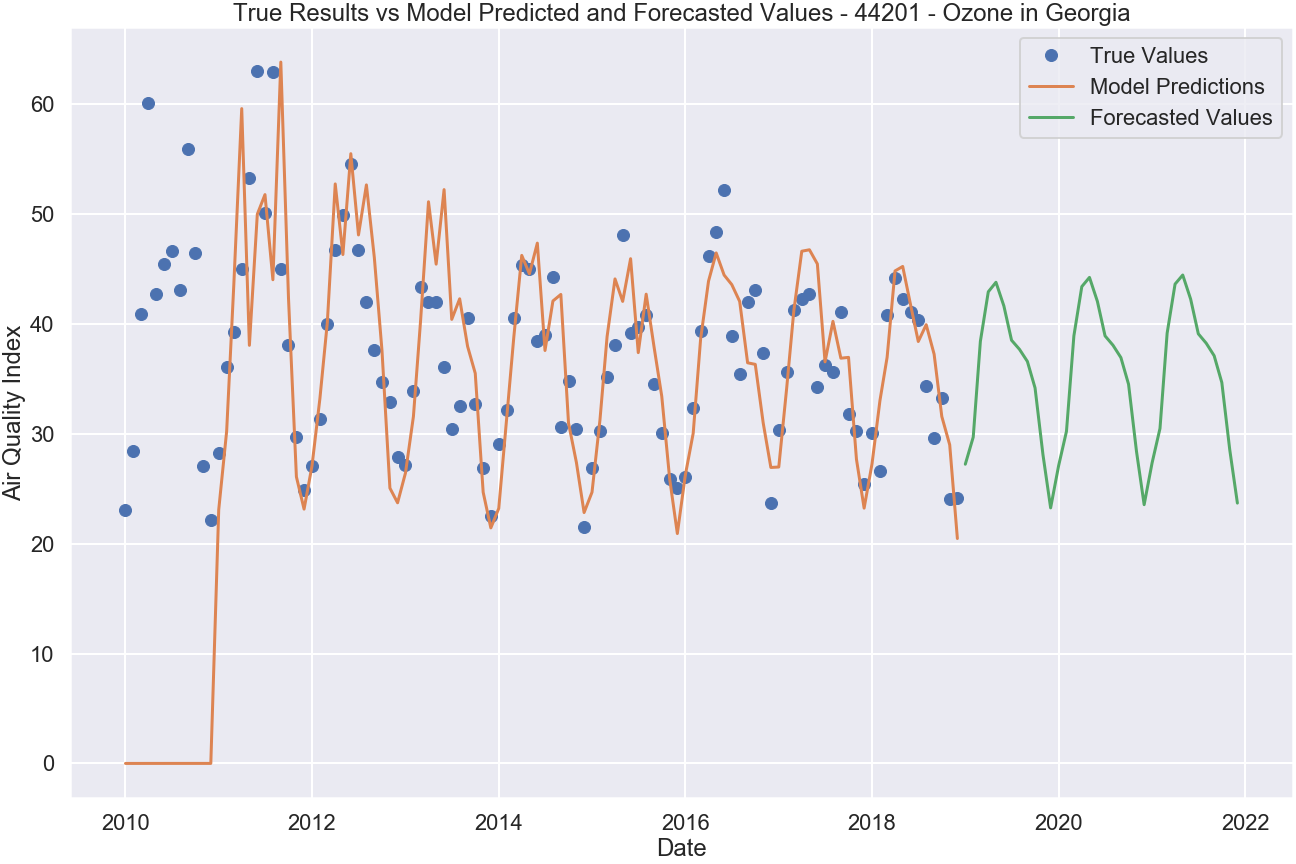 True Results vs Model Predicted and Forecasted Values - 44201 - Ozone in Georgia
True Values
Model Predictions
Forecasted Values
Air Quality Index
60
50
40
30
20
10
0
2010 2012 2014 2016 2018 2020 2022
Date